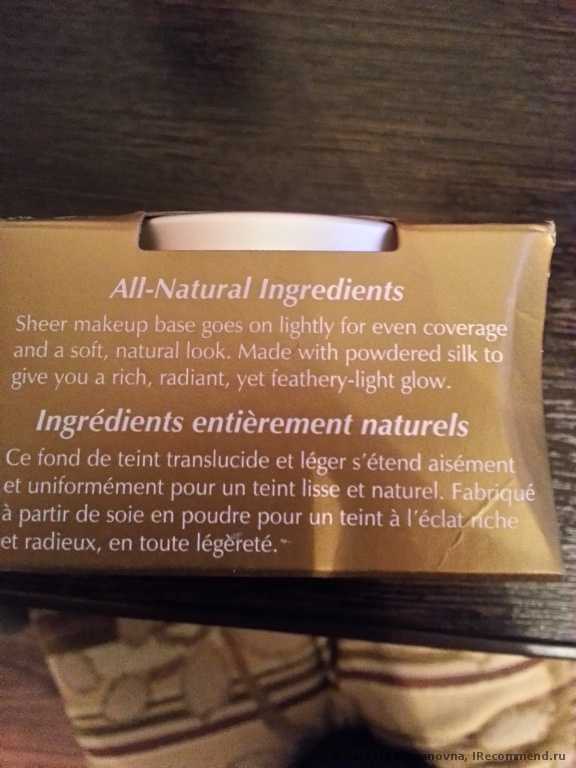 All-Natural Ingredients
Sheer makeup base goes on lightly for even coverage
and a soft, natural look. Made with powdered silk to
give you a rich, radiant, yet feathery-light glow.
Ingrédients entièrement naturels
Ce fond de teint translucide et léger s'étend aisément
et uniformément pour un teint lisse et naturel. Fabriqué
à partir de soie en poudre pour un teint à l'éclat riche
et radieux, en toute légèreté.
IRecommend.ru